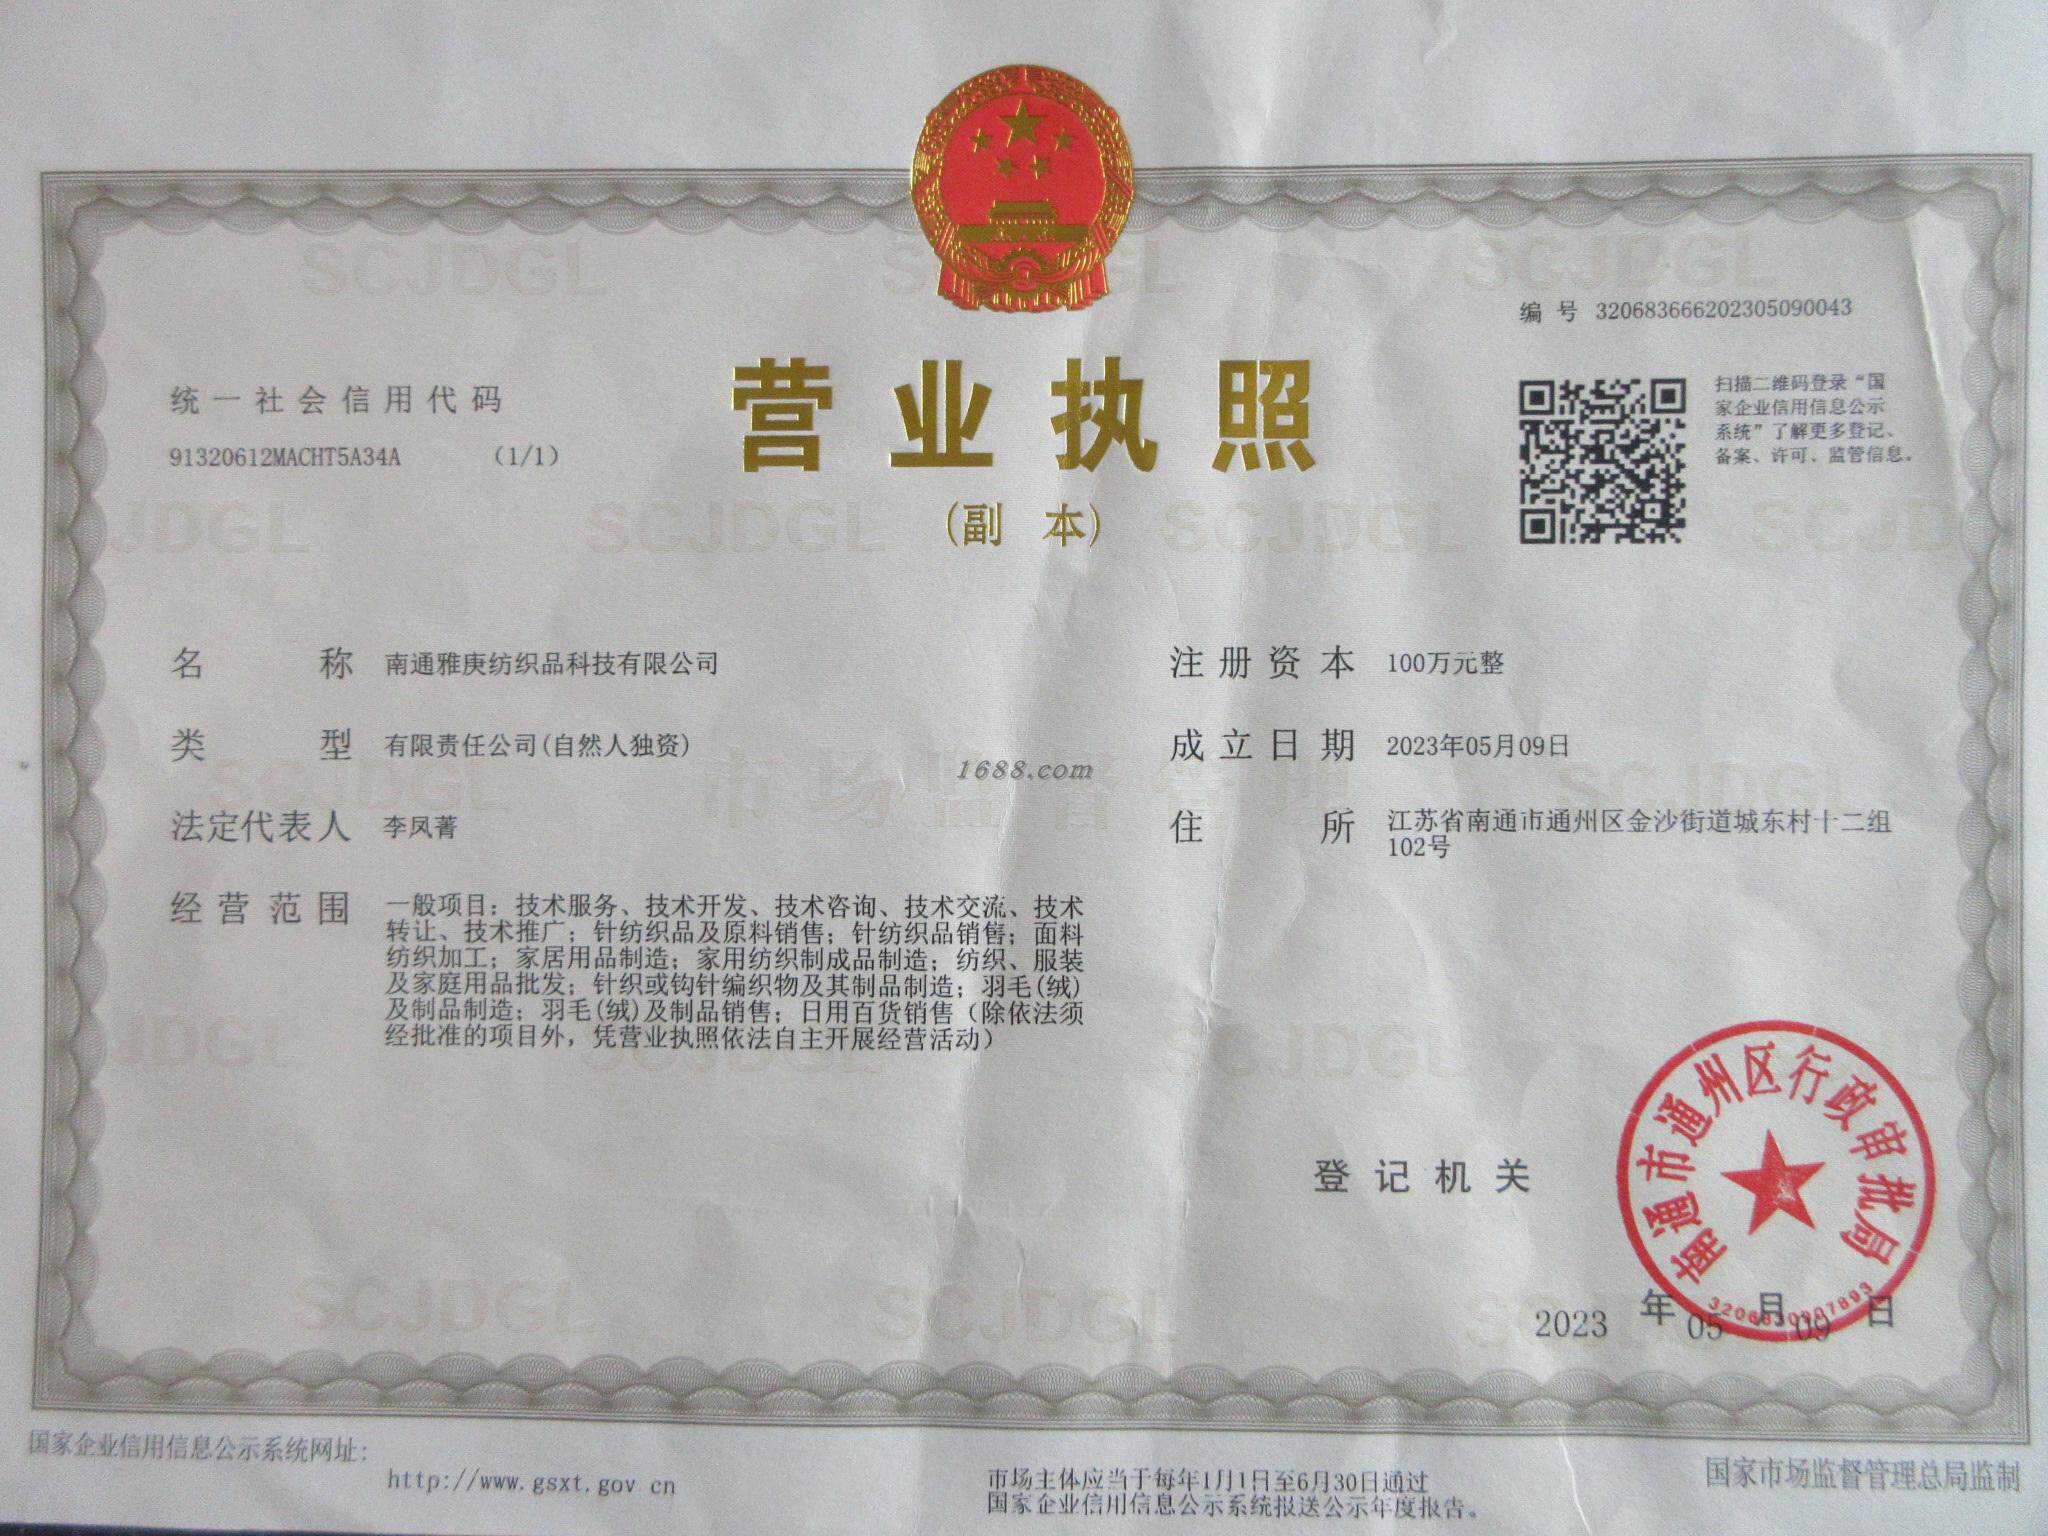 编号 320683666202305090043
统一社会信用代码
91320612MACHT5A34A (1/1)
营业执照
(副 本)
扫描二维码登录“国
家企业信用信息公示
系统”了解更多登记、
备案、许可、监管信息。
名称 南通雅庚纺织品科技有限公司
类型 有限责任公司(自然人独资)
法定代表人 李凤菁
经营范围 一般项目：技术服务、技术开发、技术咨询、技术交流、技术
转让、技术推广；针纺织品及原料销售；针纺织品销售；面料
纺织加工；家居用品制造；家用纺织制成品制造；纺织、服装
及家庭用品批发；针织或钩针编织物及其制品制造；羽毛(绒)
及制品制造；羽毛(绒)及制品销售；日用百货销售（除依法须
经批准的项目外，凭营业执照依法自主开展经营活动）
注册资本 100万元整
成立日期 2023年05月09日
住所 江苏省南通市通州区金沙街道城东村十二组
102号
1688.com
市场监督管理
SCJDGL
登记机关
南通市通州区行政审批局
3206830907893
2023 年 05 月 09 日
国家企业信用信息公示系统网址：
http://www.gsxt.gov cn
市场主体应当于每年1月1日至6月30日通过
国家企业信用信息公示系统报送公示年度报告。
国家市场监督管理总局监制